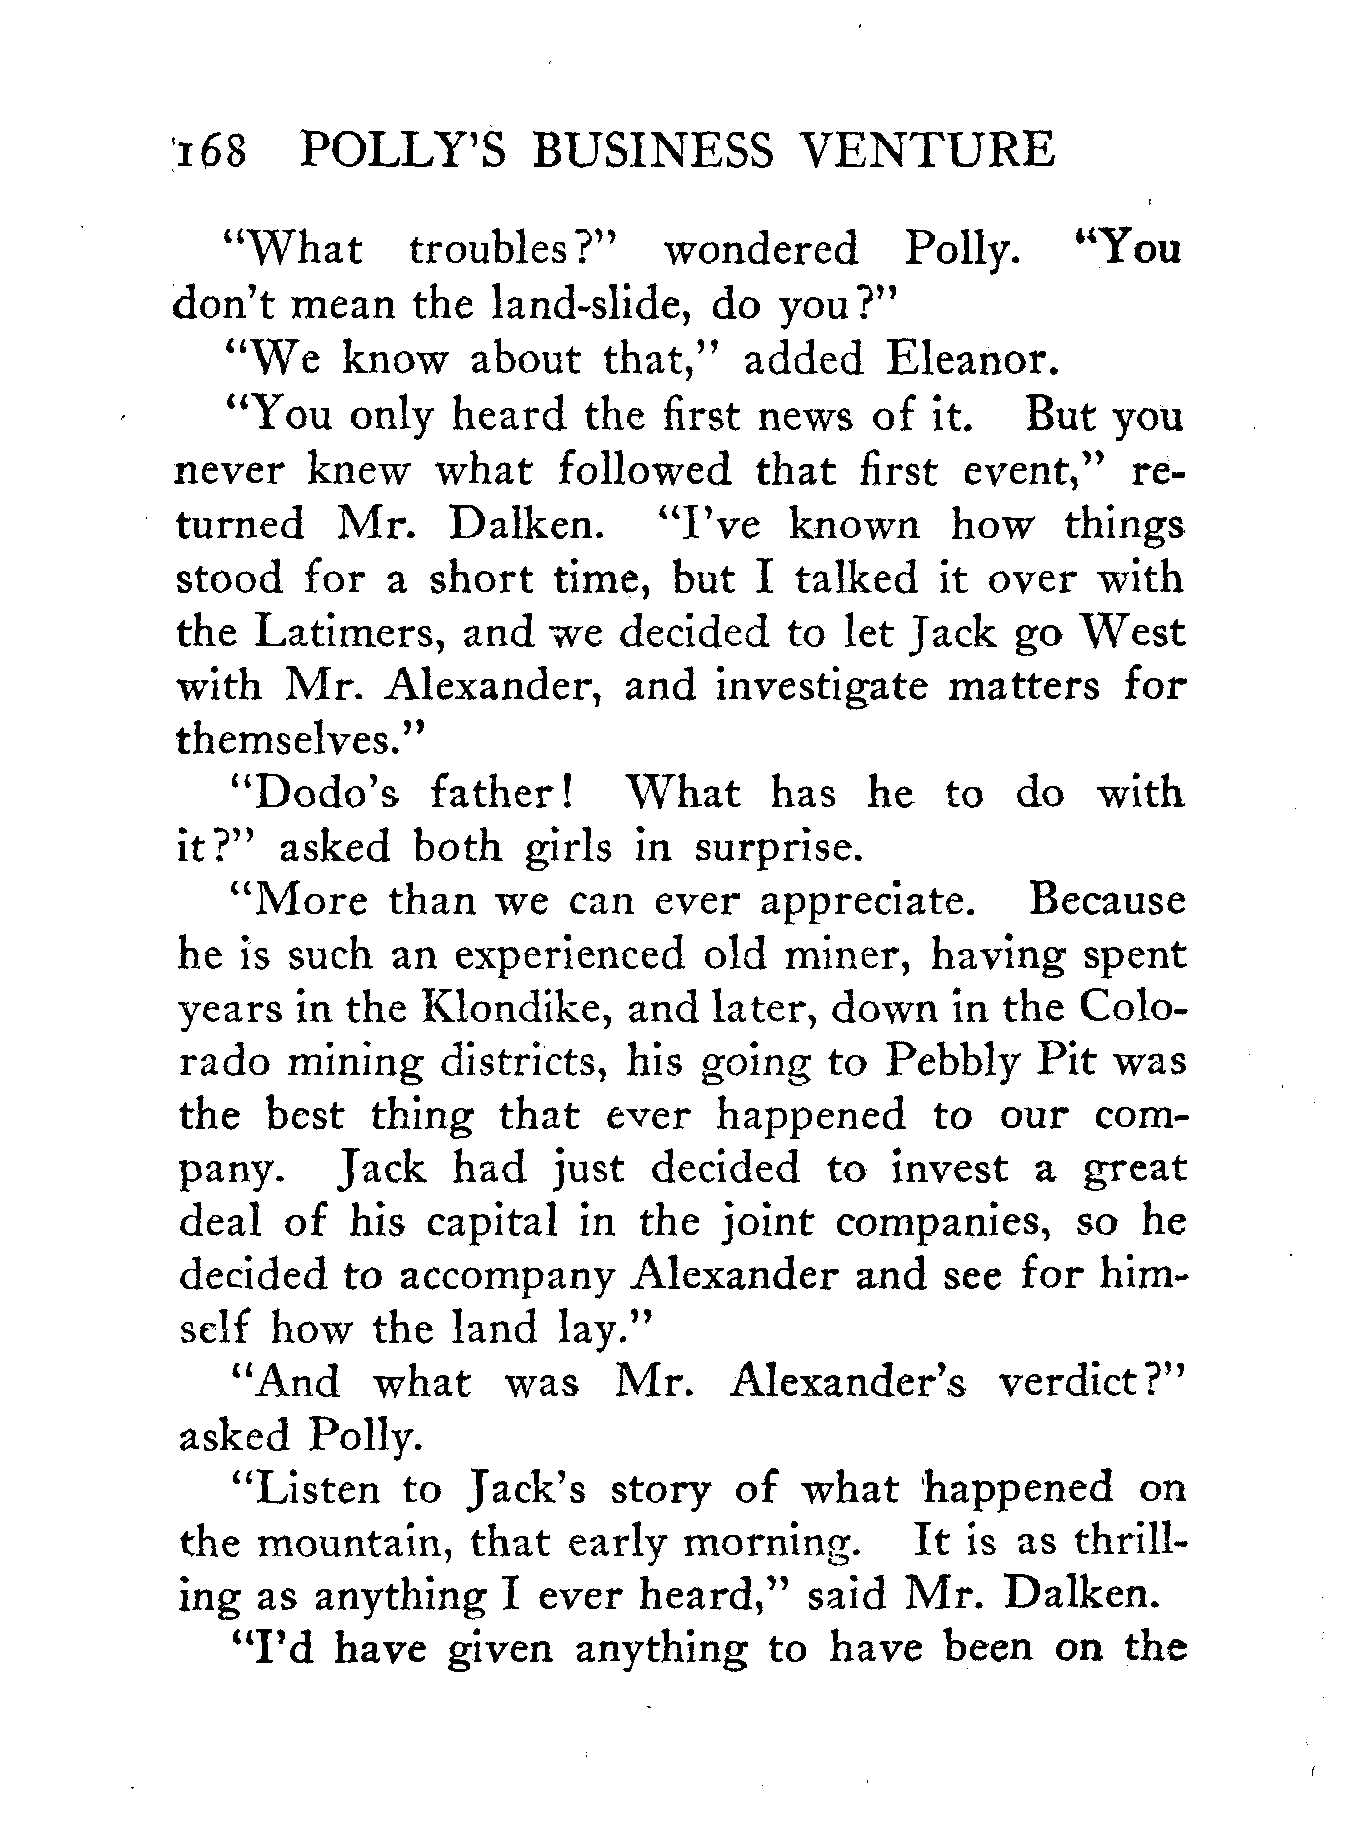 168 POLLY'S BUSINESS VENTURE
"What troubles?" wondered Polly. "You
don't mean the land-slide, do you?"
"We know about that," added Eleanor.
"You only heard the first news of it. But you
never knew what followed that first event," re-
turned Mr. Dalken. "I've known how things
stood for a short time, but I talked it over with
the Latimers, and we decided to let Jack go West
with Mr. Alexander, and investigate matters for
themselves."
"Dodo's father! What has he to do with
it?" asked both girls in surprise.
"More than we can ever appreciate. Because
he is such an experienced old miner, having spent
years in the Klondike, and later, down in the Colo-
rado mining districts, his going to Pebbly Pit was
the best thing that ever happened to our com-
pany. Jack had just decided to invest a great
deal of his capital in the joint companies, so he
decided to accompany Alexander and see for him-
self how the land lay."
"And what was Mr. Alexander's verdict?"
asked Polly.
"Listen to Jack's story of what happened on
the mountain, that early morning. It is as thrill-
ing as anything I ever heard," said Mr. Dalken.
"I'd have given anything to have been on the